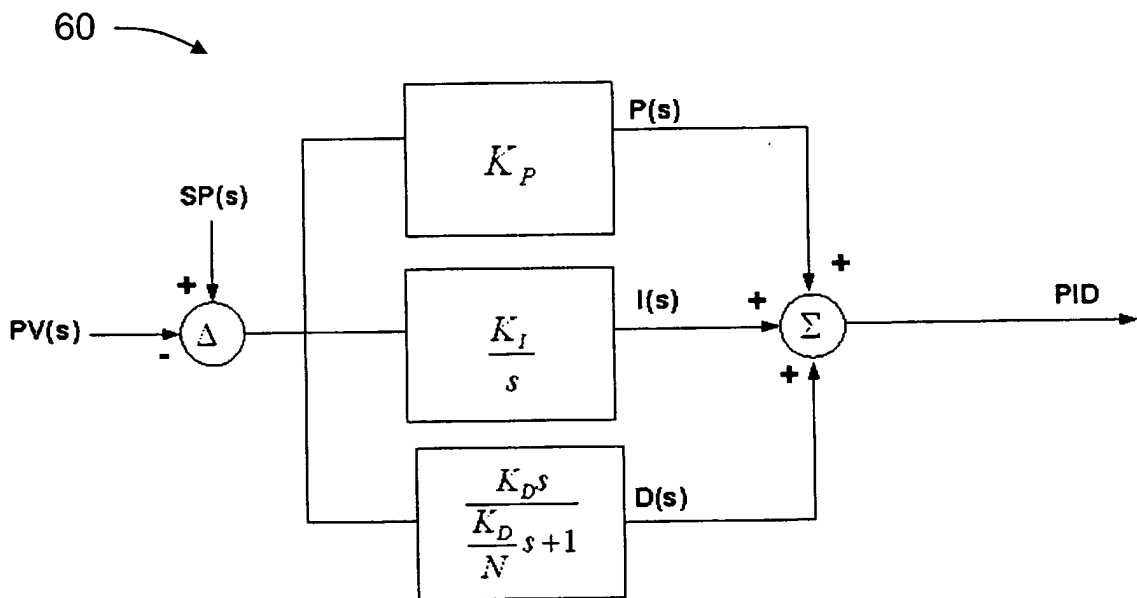 60
P(s)
K_P
SP(s)
+
+
I(s)
+
PID
PV(s)
Δ
K_I
s
Σ
-
+
K_D s
K_D
N
s+1
D(s)